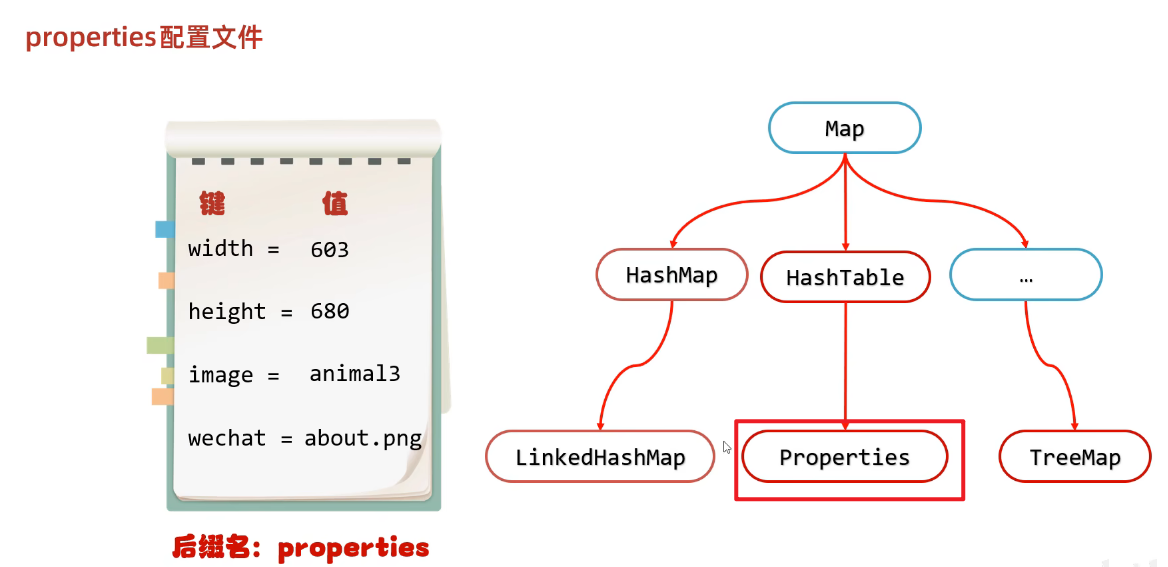 properties配置文件
键 值
width = 603
height = 680
image = animal3
wechat = about.png
后缀名：properties
Map
HashMap
HashTable
...
LinkedHashMap
Properties
TreeMap